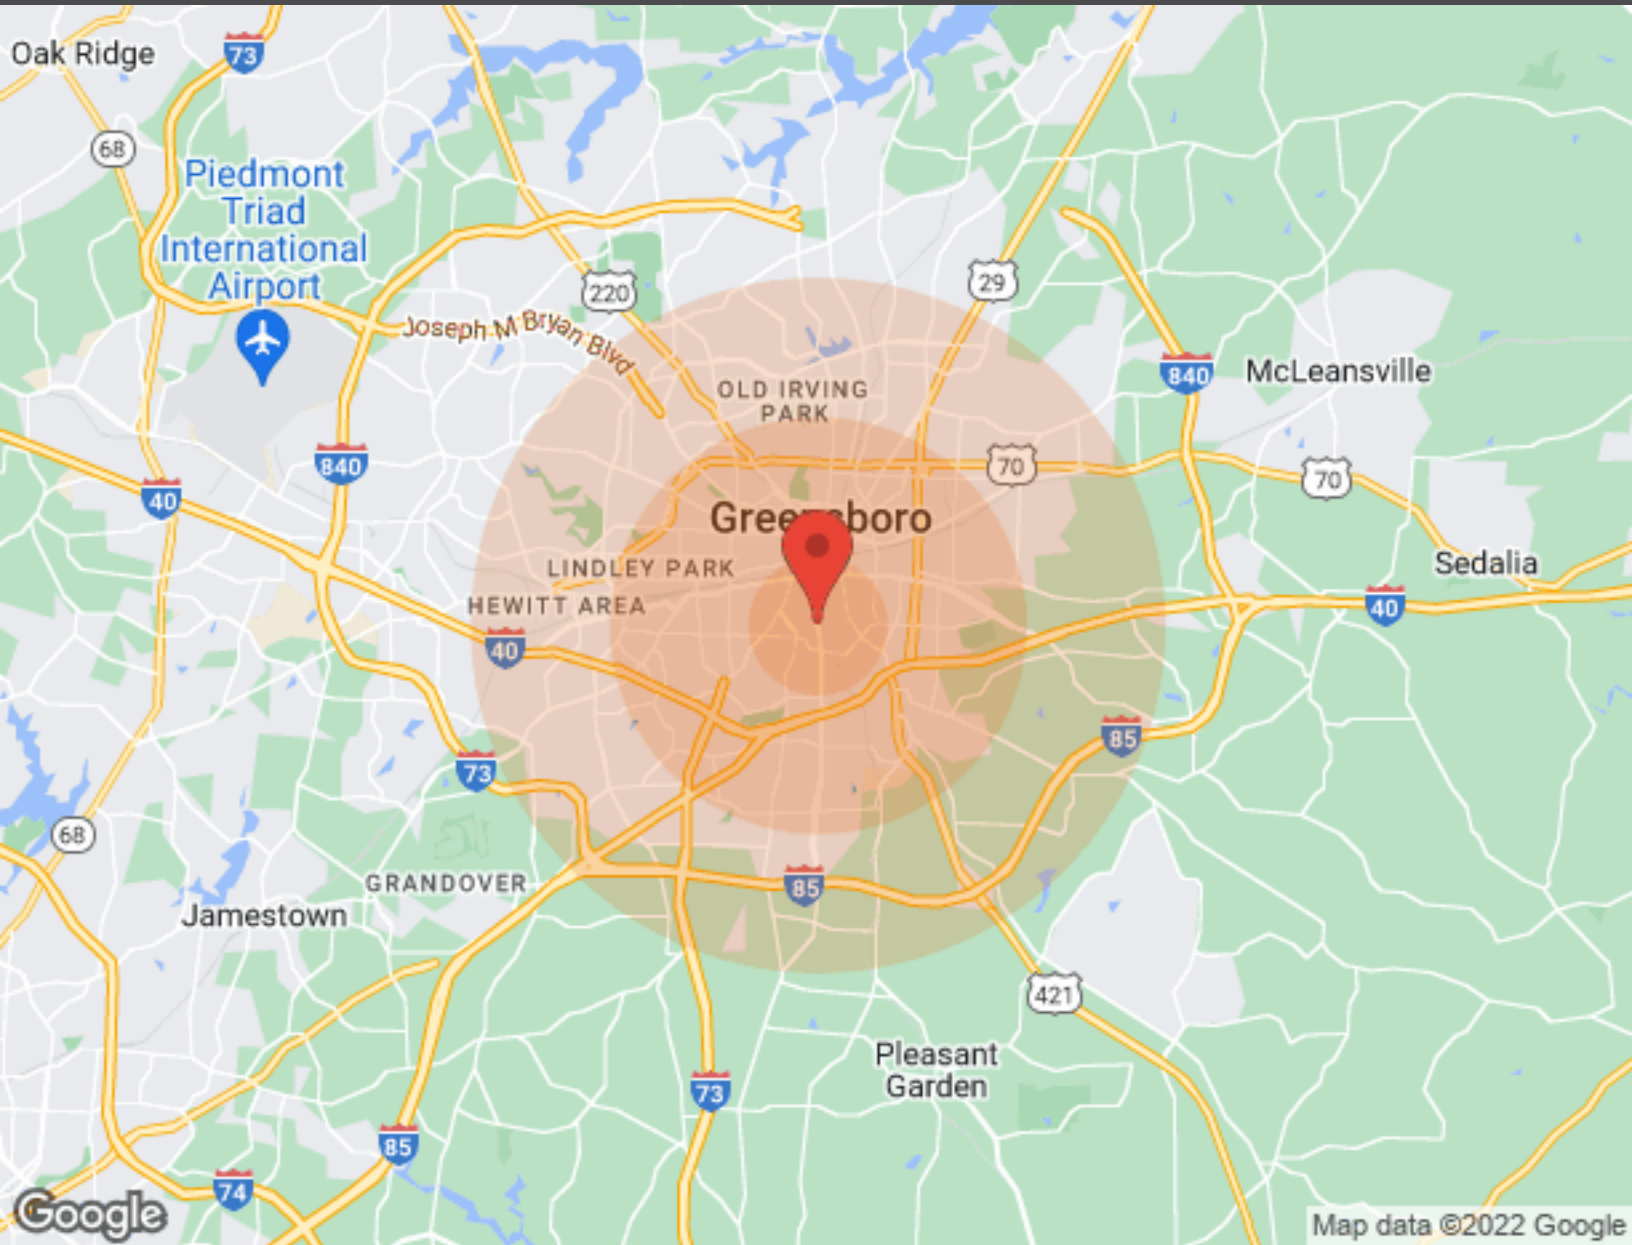 Oak Ridge
73
68
Piedmont
Triad
International
Airport
220
29
Joseph M Bryan Blvd
OLD IRVING
PARK
840
McLeansville
840
70
70
40
Greensboro
LINDLEY PARK
Sedalia
HEWITT AREA
40
40
85
73
68
GRANDOVER
85
Jamestown
421
Pleasant
Garden
73
85
74
Google
Map data ©2022 Google